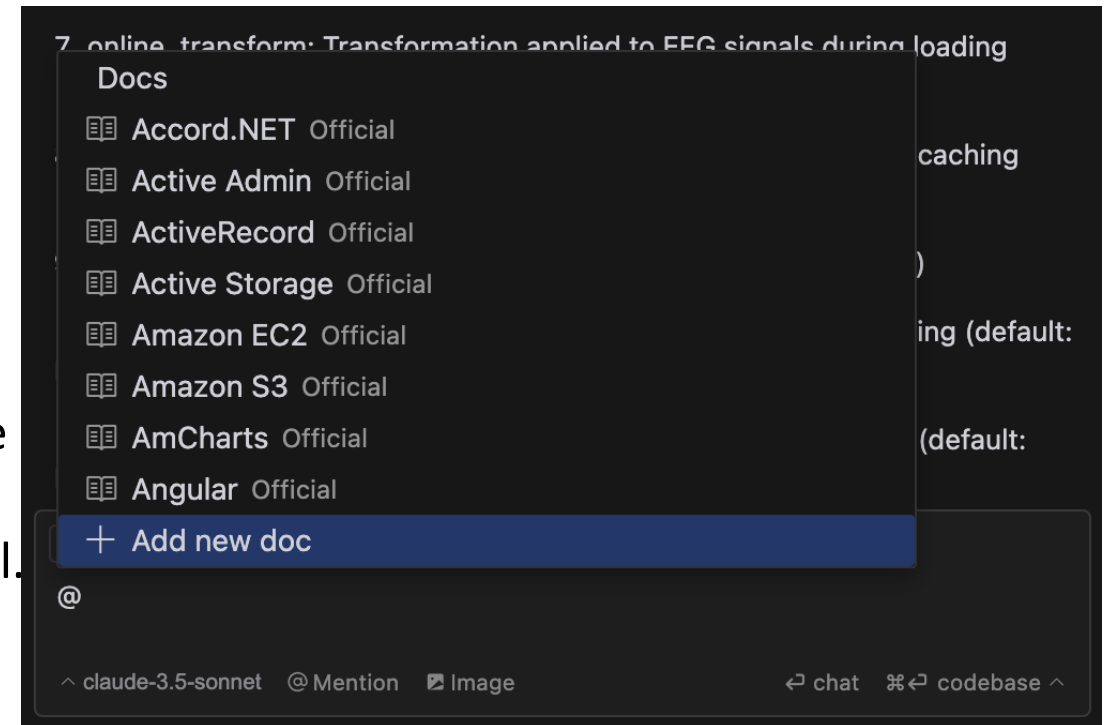 7. online_transform: Transformation applied to EEG signals during loading
Docs
Accord.NET Official
caching
Active Admin Official
ActiveRecord Official
)
Active Storage Official
Amazon EC2 Official
ing (default:
Amazon S3 Official
e
AmCharts Official
(default:
Angular Official
+ Add new doc
l.
@
^ claude-3.5-sonnet @ Mention Image
⏎ chat ⌘⏎ codebase ^